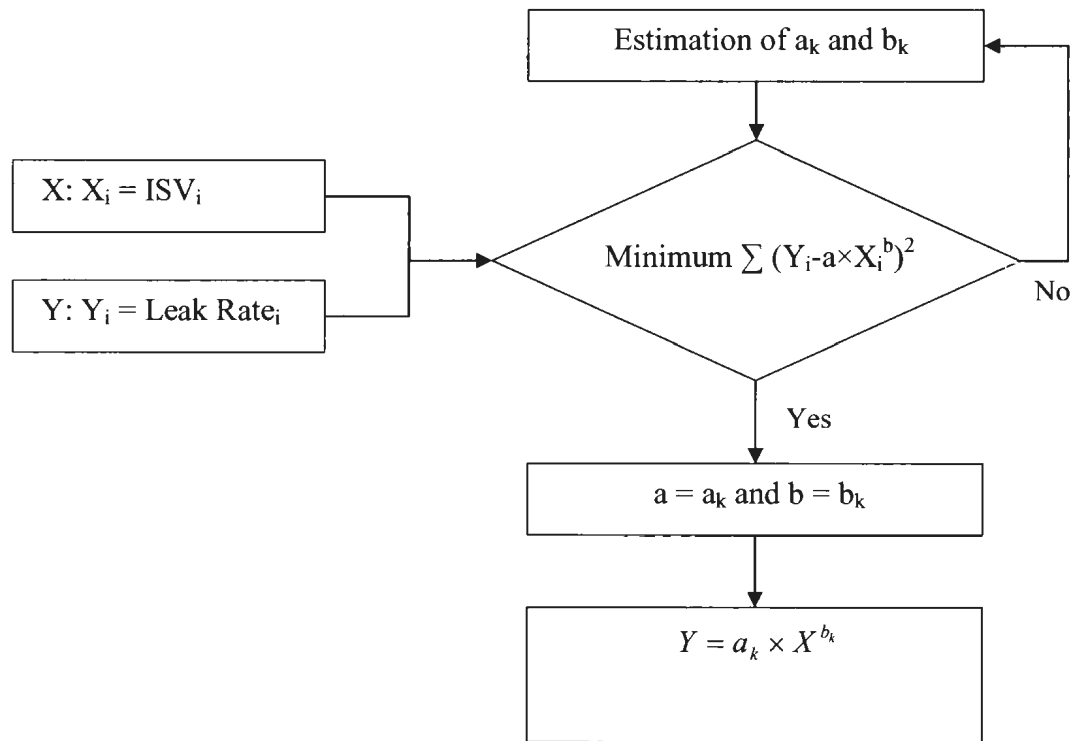 Estimation of aₖ and bₖ
X: Xᵢ = ISVᵢ
Minimum ∑ (Yᵢ-a×Xᵢᵇ)²
Y: Yᵢ = Leak Rateᵢ
No
Yes
a = aₖ and b = bₖ
Y = aₖ × X^{bₖ}